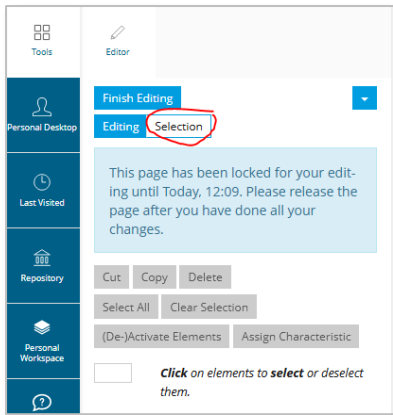 Tools
Editor
Personal Desktop
Last Visited
Repository
Personal
Workspace
Finish Editing
Editing Selection
This page has been locked for your edit-
ing until Today, 12:09. Please release the
page after you have done all your
changes.
Cut Copy Delete
Select All Clear Selection
(De-)Activate Elements Assign Characteristic
Click on elements to select or deselect
them.